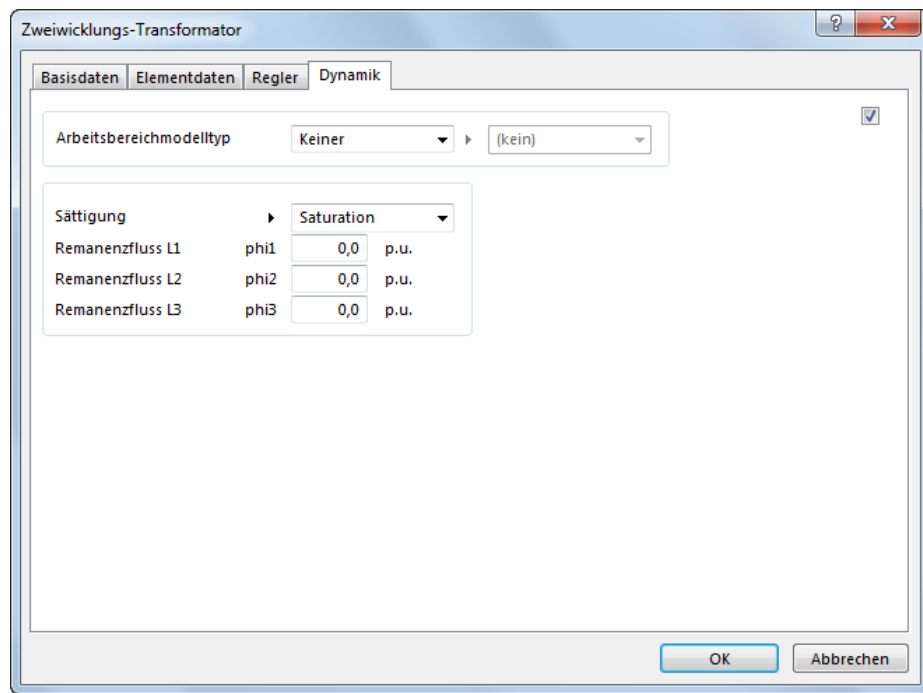 Zweiwicklungs-Transformator ? X
Basisdaten Elementdaten Regler Dynamik
Arbeitsbereichmodelltyp Keiner (kein)
Sättigung Saturation
Remanenzfluss L1 phi1 0,0 p.u.
Remanenzfluss L2 phi2 0,0 p.u.
Remanenzfluss L3 phi3 0,0 p.u.
OK Abbrechen